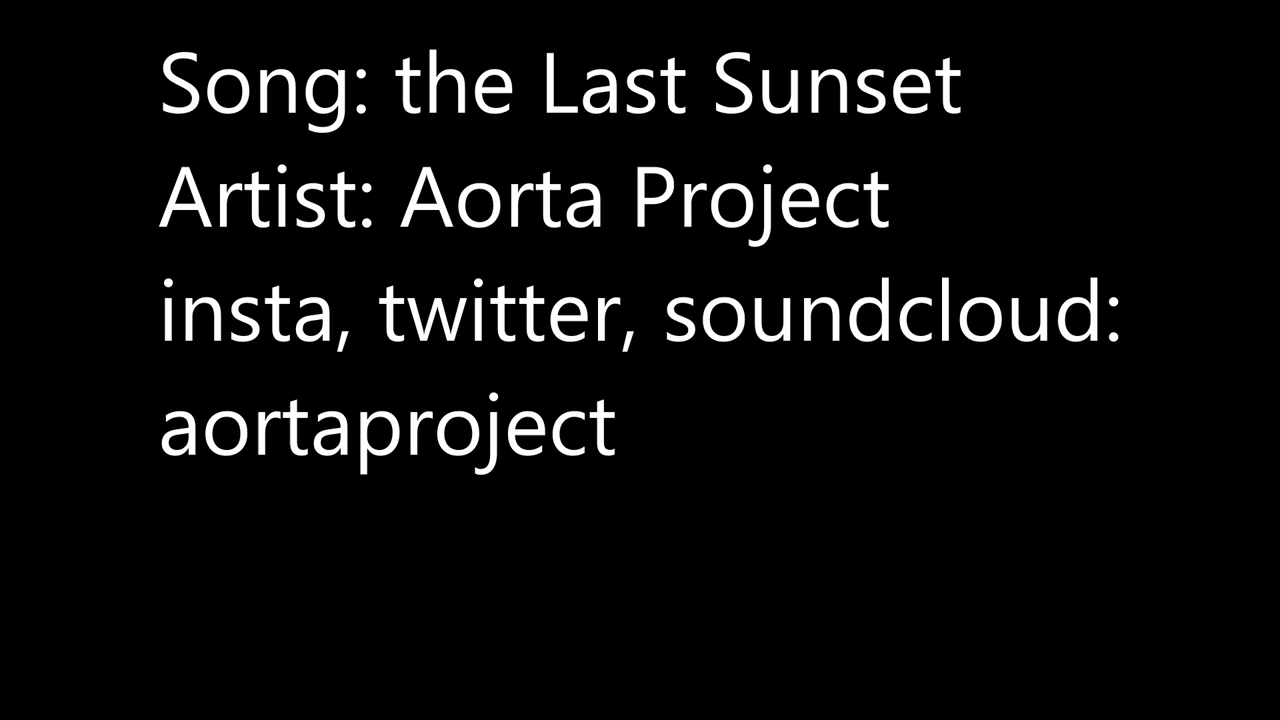 Song: the Last Sunset
Artist: Aorta Project
insta, twitter, soundcloud:
aortaproject